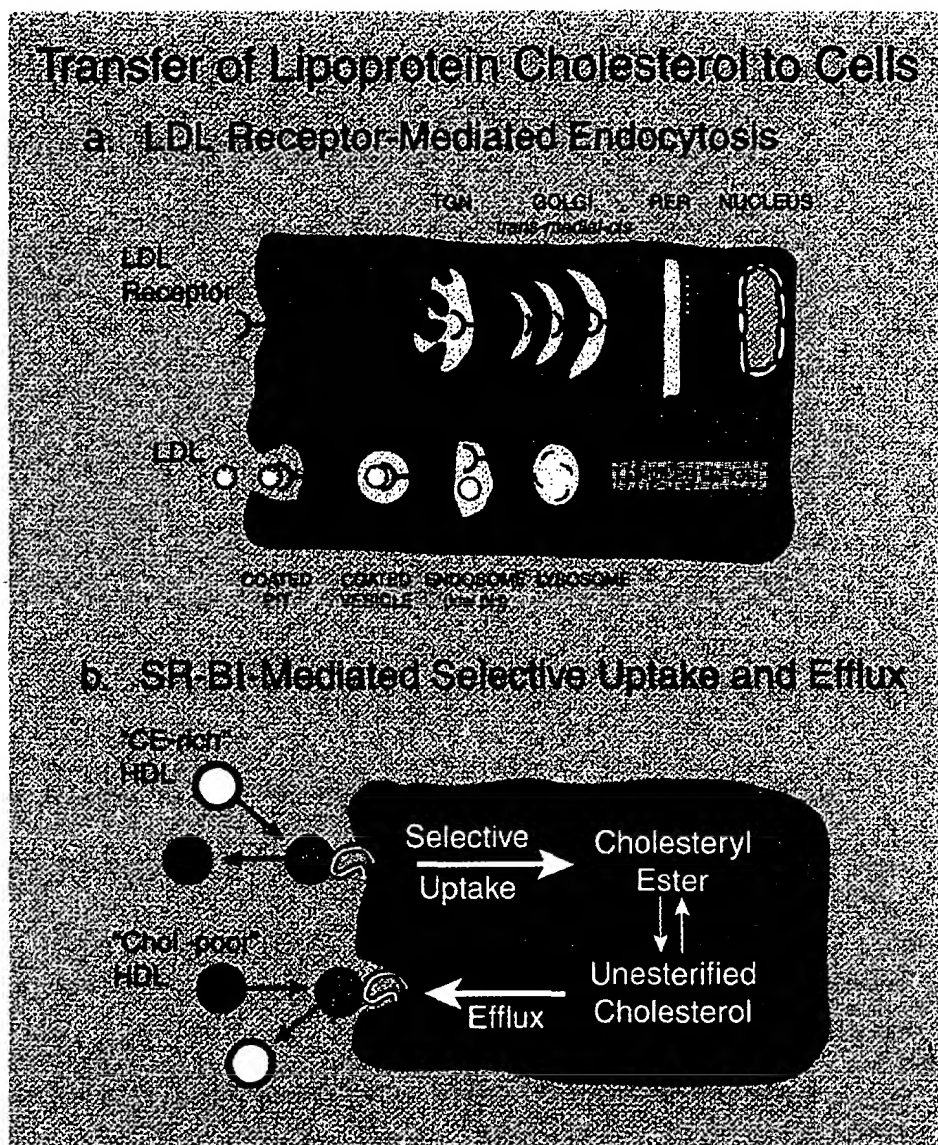 Transfer of Lipoprotein Cholesterol to Cells
a. LDL Receptor-Mediated Endocytosis
TGN GOLGI RER NUCLEUS
trans-medial-cis
LDL
Receptor
LDL
COATED COATED ENDOSOME LYSOSOME
PIT VESICLE (low pH)
b. SR-BI-Mediated Selective Uptake and Efflux
"CE-rich"
HDL
Selective
Uptake
Cholesteryl
Ester
"Chol.-poor"
HDL
Efflux
Unesterified
Cholesterol